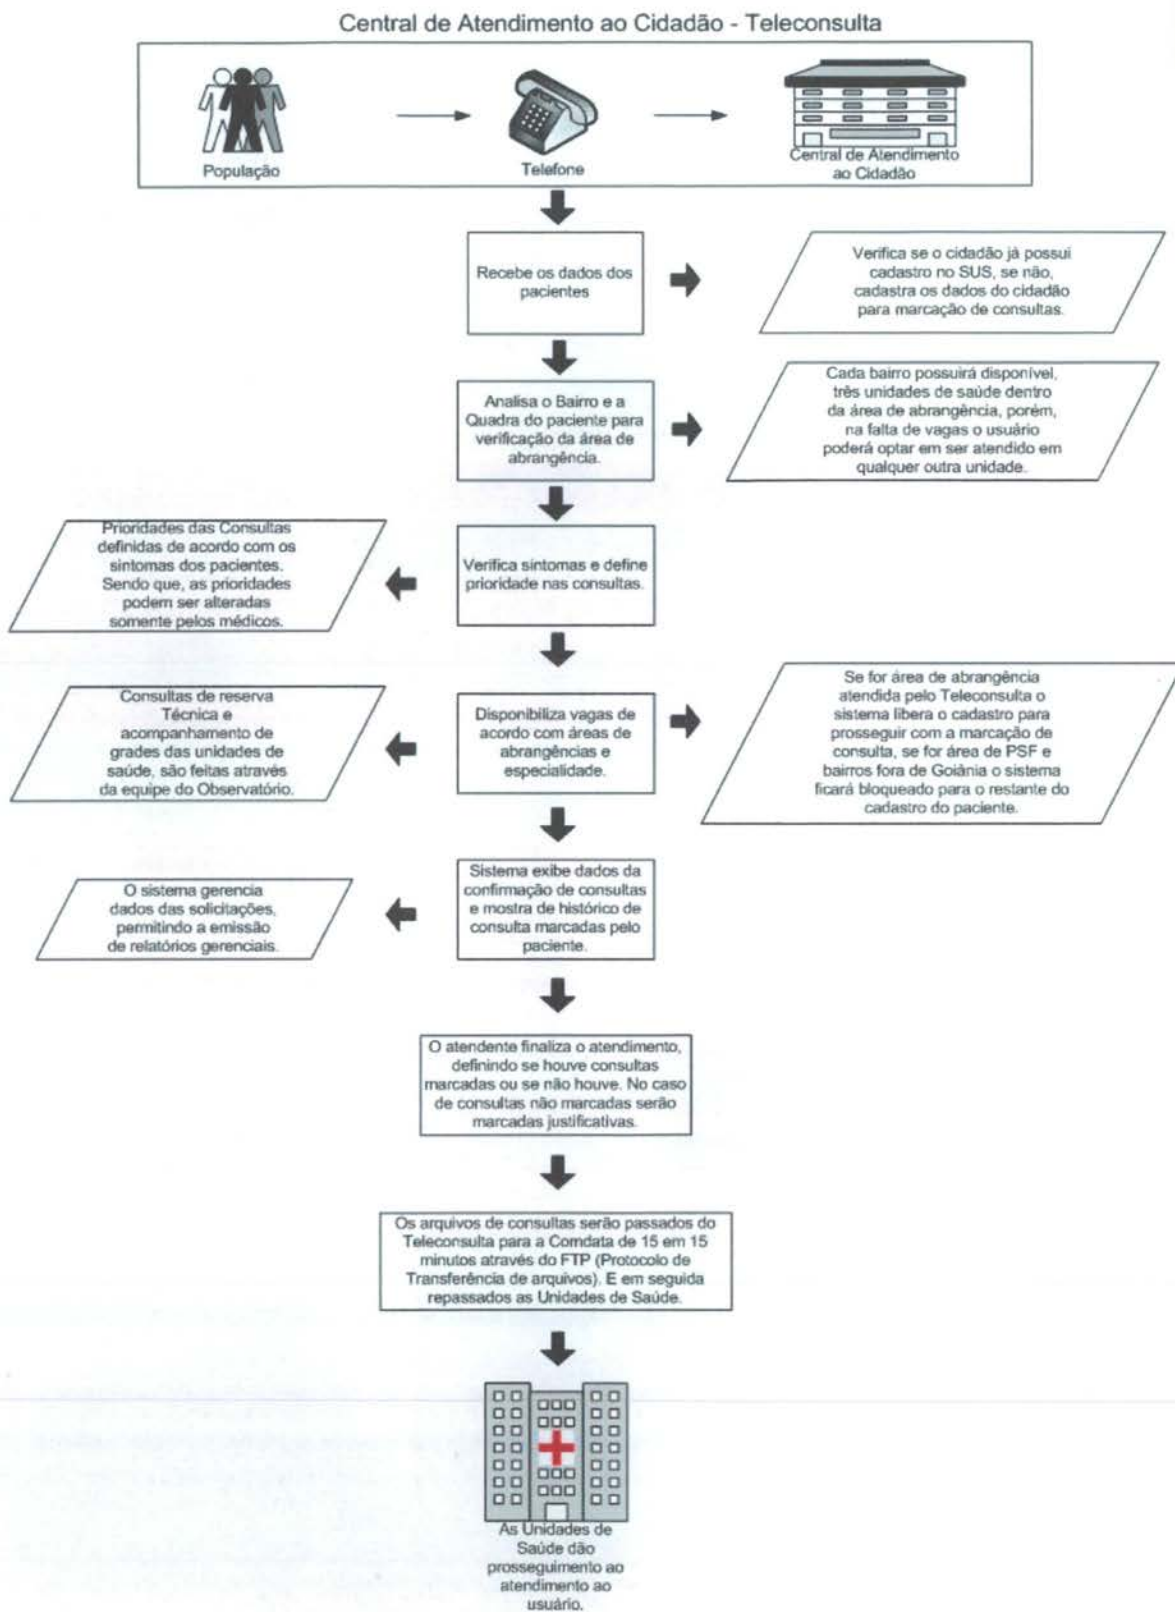 Central de Atendimento ao Cidadão - Teleconsulta
População
Telefone
Central de Atendimento
ao Cidadão
Recebe os dados dos
pacientes
Verifica se o cidadão já possui
cadastro no SUS, se não,
cadastra os dados do cidadão
para marcação de consultas.
Analisa o Bairro e a
Quadra do paciente para
verificação da área de
abrangência.
Cada bairro possuirá disponível,
três unidades de saúde dentro
da área de abrangência, porém,
na falta de vagas o usuário
poderá optar em ser atendido em
qualquer outra unidade.
Prioridades das Consultas
definidas de acordo com os
sintomas dos pacientes.
Sendo que, as prioridades
podem ser alteradas
somente pelos médicos.
Verifica sintomas e define
prioridade nas consultas.
Consultas de reserva
Técnica e
acompanhamento de
grades das unidades de
saúde, são feitas através
da equipe do Observatório.
Disponibiliza vagas de
acordo com áreas de
abrangências e
especialidade.
Se for área de abrangência
atendida pelo Teleconsulta o
sistema libera o cadastro para
prosseguir com a marcação de
consulta, se for área de PSF e
bairros fora de Goiânia o sistema
ficará bloqueado para o restante do
cadastro do paciente.
O sistema gerencia
dados das solicitações,
permitindo a emissão
de relatórios gerenciais.
Sistema exibe dados da
confirmação de consultas
e mostra de histórico de
consulta marcadas pelo
paciente.
O atendente finaliza o atendimento,
definindo se houve consultas
marcadas ou se não houve. No caso
de consultas não marcadas serão
marcadas justificativas.
Os arquivos de consultas serão passados do
Teleconsulta para a Comdata de 15 em 15
minutos através do FTP (Protocolo de
Transferência de arquivos). E em seguida
repassados as Unidades de Saúde.
As Unidades de
Saúde dão
prosseguimento ao
atendimento ao
usuário.